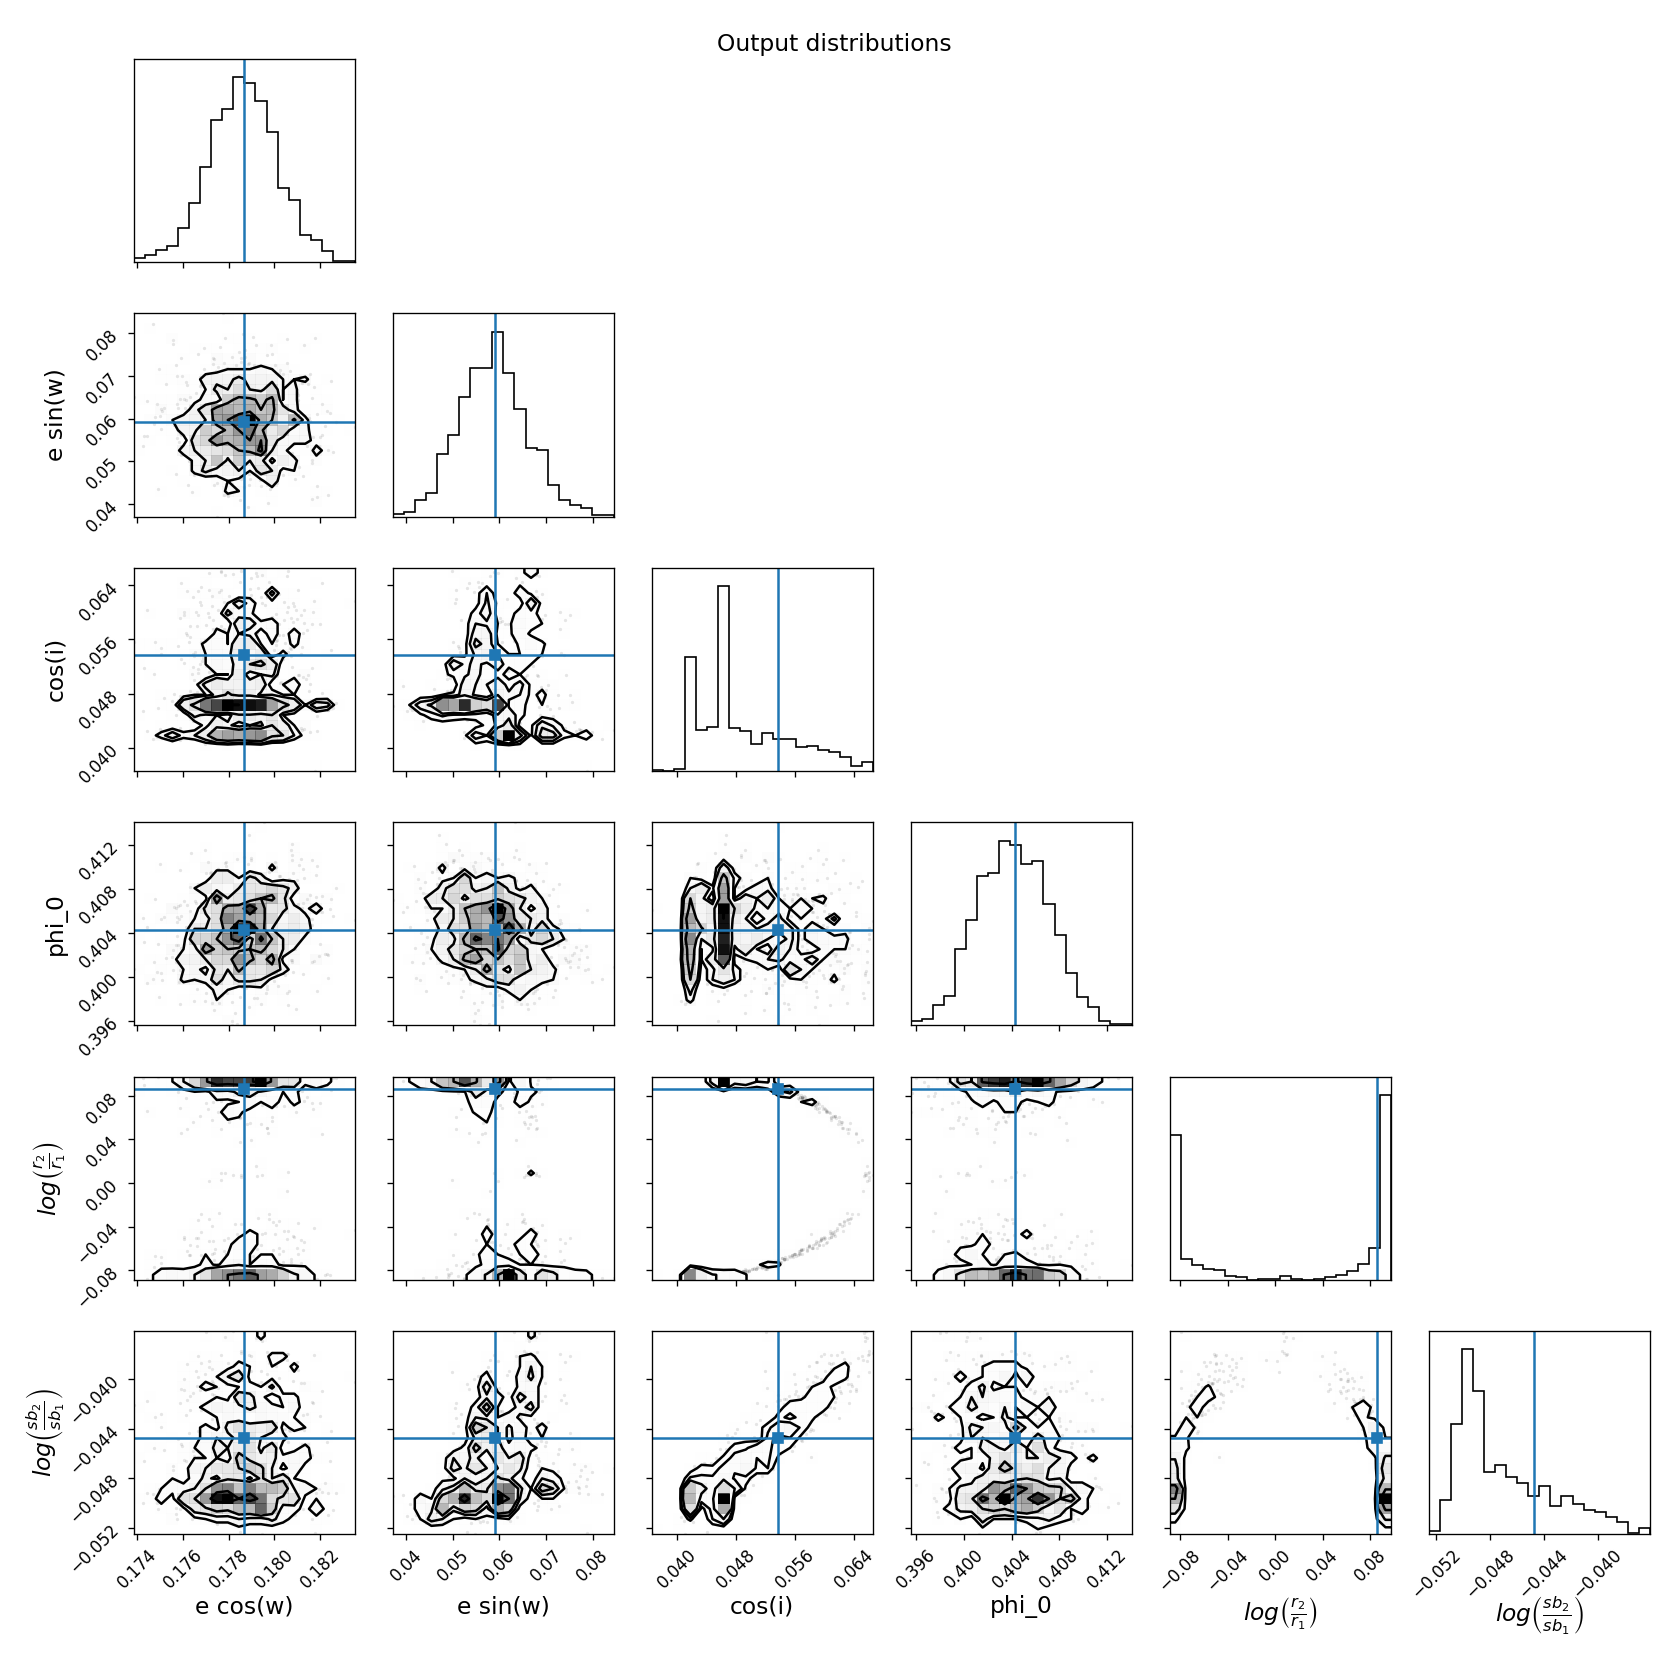 Output distributions
e sin(w)
0.08
0.07
0.06
0.05
0.04
cos(i)
0.064
0.056
0.048
0.040
phi_0
0.412
0.408
0.404
0.400
0.396
log(r₂/r₁)
0.08
0.04
0.00
−0.04
−0.08
log(sb₂/sb₁)
−0.040
−0.044
−0.048
−0.052
0.174 0.176 0.178 0.180 0.182 0.04 0.05 0.06 0.07 0.08 0.040 0.048 0.056 0.064 0.396 0.400 0.404 0.408 0.412 −0.08 −0.04 0.00 0.04 0.08 −0.052 −0.048 −0.044 −0.040
e cos(w) e sin(w) cos(i) phi_0 log(r₂/r₁) log(sb₂/sb₁)